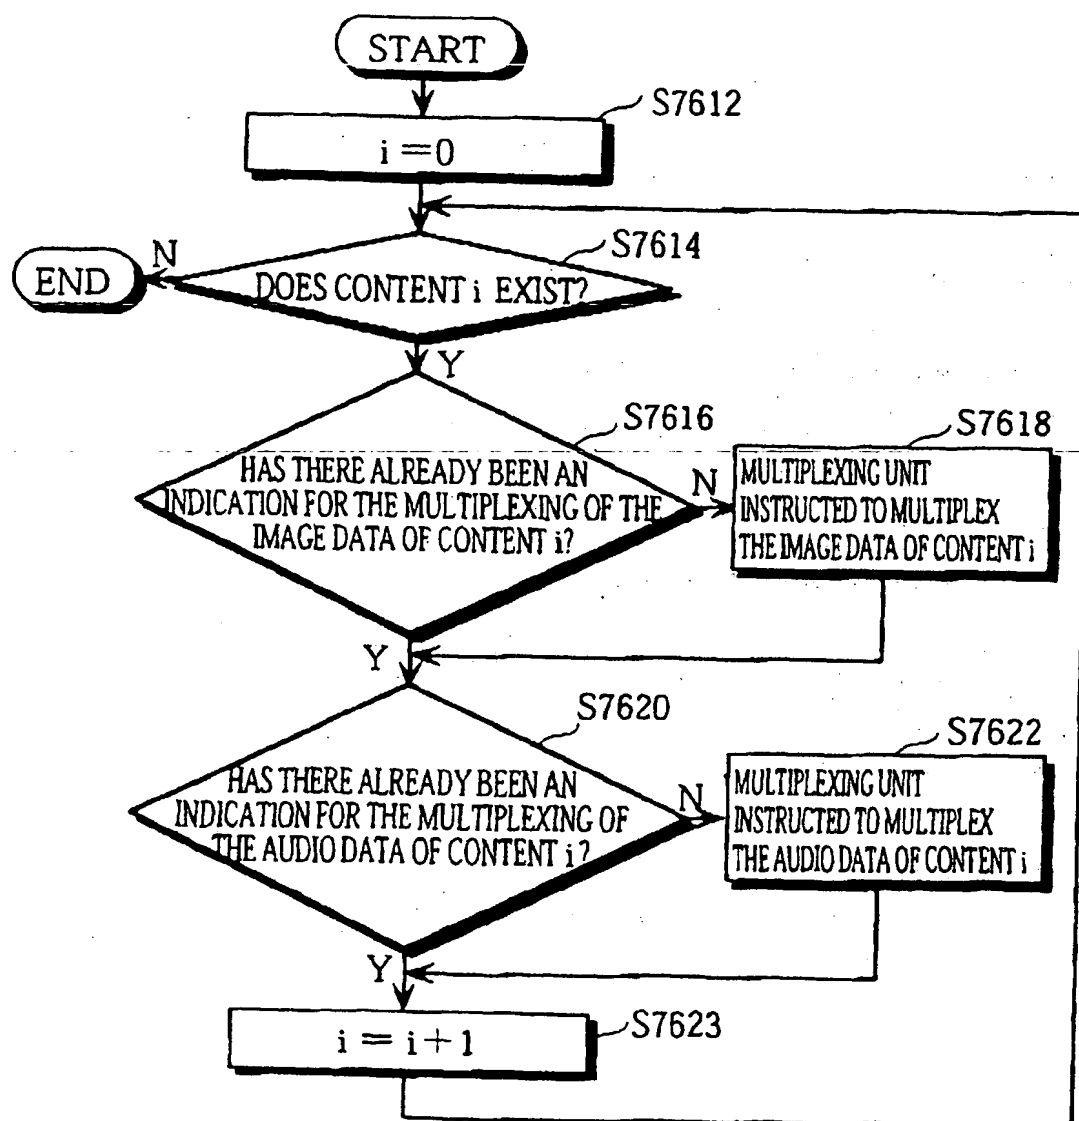 START
S7612
i=0
S7614
N
END
DOES CONTENT i EXIST?
Y
S7616
S7618
HAS THERE ALREADY BEEN AN
INDICATION FOR THE MULTIPLEXING OF THE
IMAGE DATA OF CONTENT i?
N
MULTIPLEXING UNIT
INSTRUCTED TO MULTIPLEX
THE IMAGE DATA OF CONTENT i
Y
S7620
S7622
HAS THERE ALREADY BEEN AN
INDICATION FOR THE MULTIPLEXING OF
THE AUDIO DATA OF CONTENT i?
N
MULTIPLEXING UNIT
INSTRUCTED TO MULTIPLEX
THE AUDIO DATA OF CONTENT i
Y
i = i+1
S7623